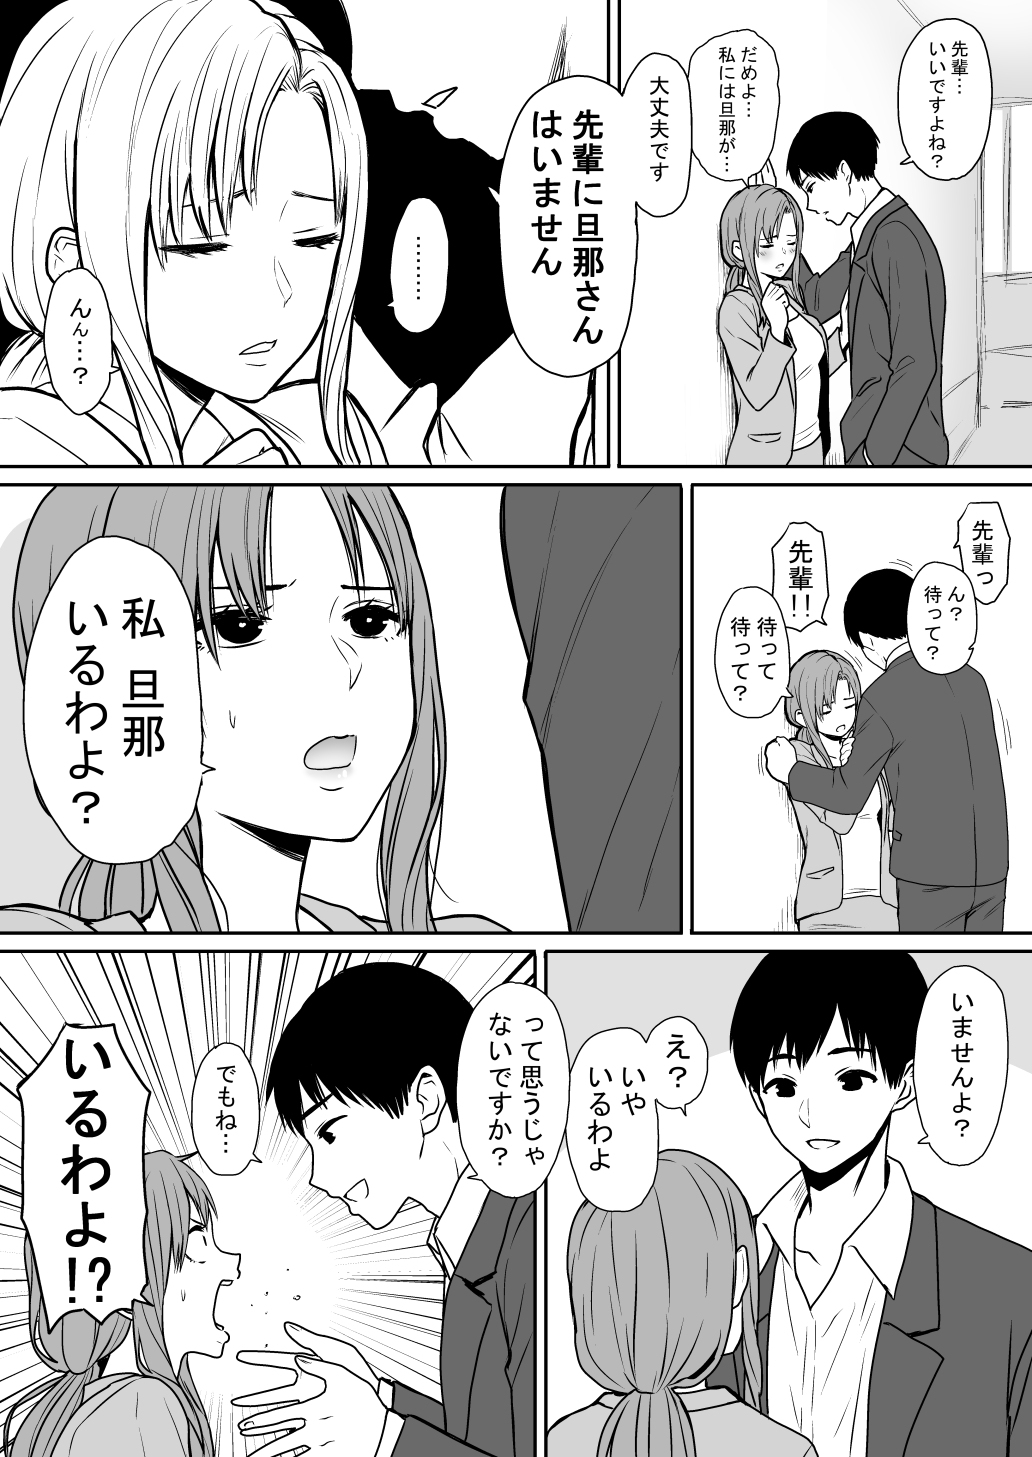 先輩…
いいですよね？
だめよ…
私には旦那が…
大丈夫です
先輩に旦那さん
はいません
………
んん…？
先輩っ
ん？
待って？
先輩!!
待って
待って？
私 旦那
いるわよ？
いませんよ？
え？
いや
いるわよ
って思うじゃ
ないですか？
でもね…
いるわよ!?